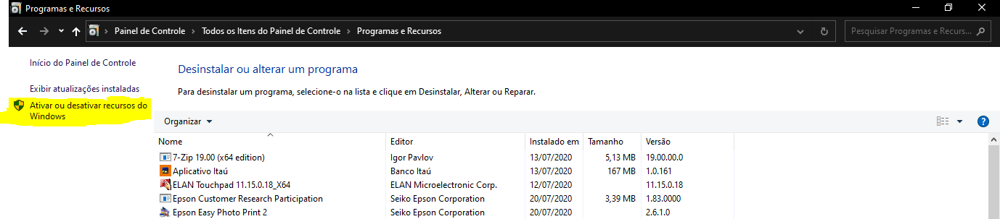 Programas e Recursos
Painel de Controle Todos os Itens do Painel de Controle Programas e Recursos Pesquisar Programas e Recurs...
Início do Painel de Controle
Exibir atualizações instaladas
Ativar ou desativar recursos do
Windows
Desinstalar ou alterar um programa
Para desinstalar um programa, selecione-o na lista e clique em Desinstalar, Alterar ou Reparar.
Organizar
Nome Editor Instalado em Tamanho Versão
7-Zip 19.00 (x64 edition) Igor Pavlov 13/07/2020 5,13 MB 19.00.00.0
Aplicativo Itaú Banco Itaú 13/07/2020 167 MB 1.0.161
ELAN Touchpad 11.15.0.18_X64 ELAN Microelectronic Corp. 12/07/2020 11.15.0.18
Epson Customer Research Participation Seiko Epson Corporation 20/07/2020 3,39 MB 1.83.0000
Epson Easy Photo Print 2 Seiko Epson Corporation 20/07/2020 2.6.1.0